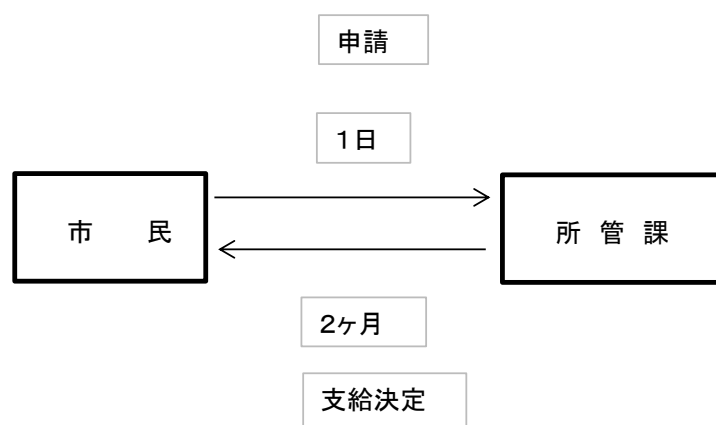 申請
１日
市　　民
所 管 課
２ヶ月
支給決定